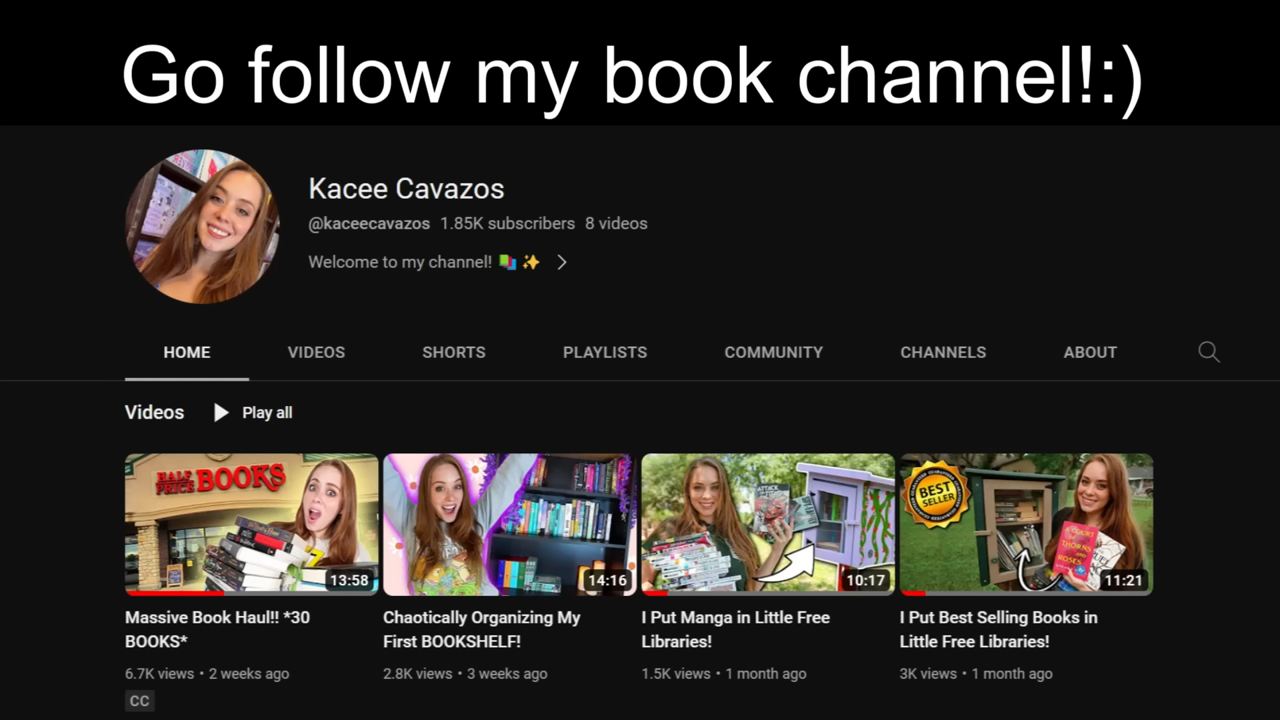 Go follow my book channel!:)
Kacee Cavazos
@kaceecavazos 1.85K subscribers 8 videos
Welcome to my channel!
HOME VIDEOS SHORTS PLAYLISTS COMMUNITY CHANNELS ABOUT
Videos Play all
HALF PRICE BOOKS
13:58
14:16
ATTACK
10:17
BEST SELLER
THORNS AND ROSES
11:21
Massive Book Haul!! *30
BOOKS*
6.7K views • 2 weeks ago
CC
Chaotically Organizing My
First BOOKSHELF!
2.8K views • 3 weeks ago
I Put Manga in Little Free
Libraries!
1.5K views • 1 month ago
I Put Best Selling Books in
Little Free Libraries!
3K views • 1 month ago